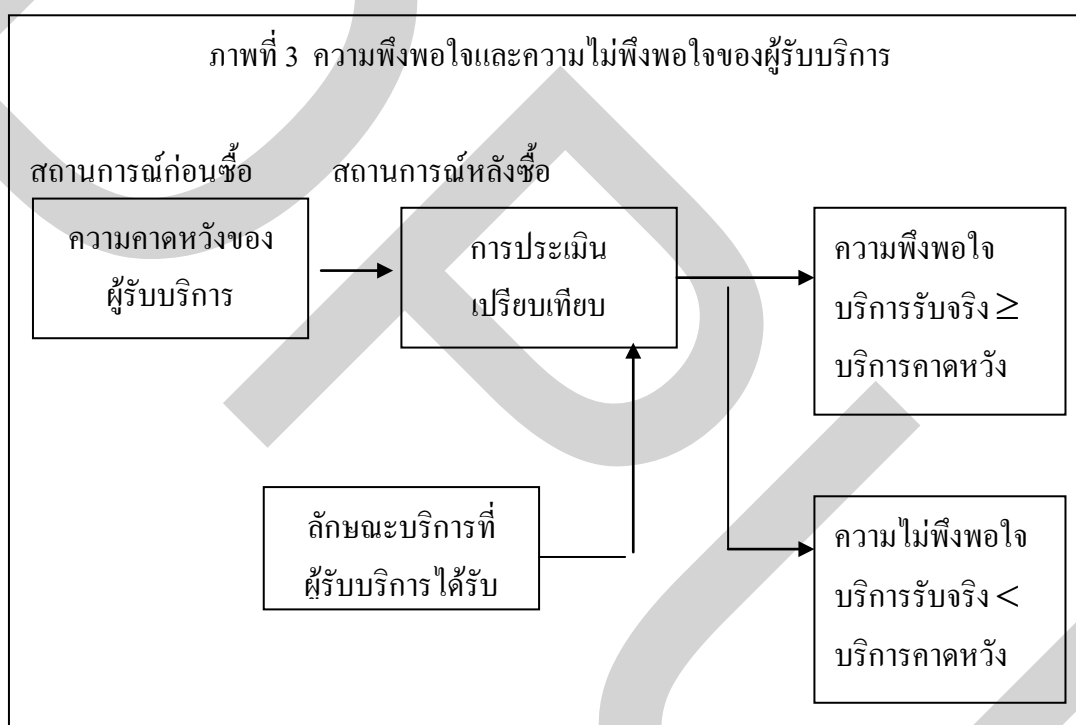 ภาพที่ 3 ความพึงพอใจและความไม่พึงพอใจของผู้รับบริการ
สถานการณ์ก่อนซื้อ
สถานการณ์หลังซื้อ
ความคาดหวังของ
ผู้รับบริการ
การประเมิน
เปรียบเทียบ
ความพึงพอใจ
บริการรับจริง ≥
บริการคาดหวัง
ลักษณะบริการที่
ผู้รับบริการได้รับ
ความไม่พึงพอใจ
บริการรับจริง <
บริการคาดหวัง